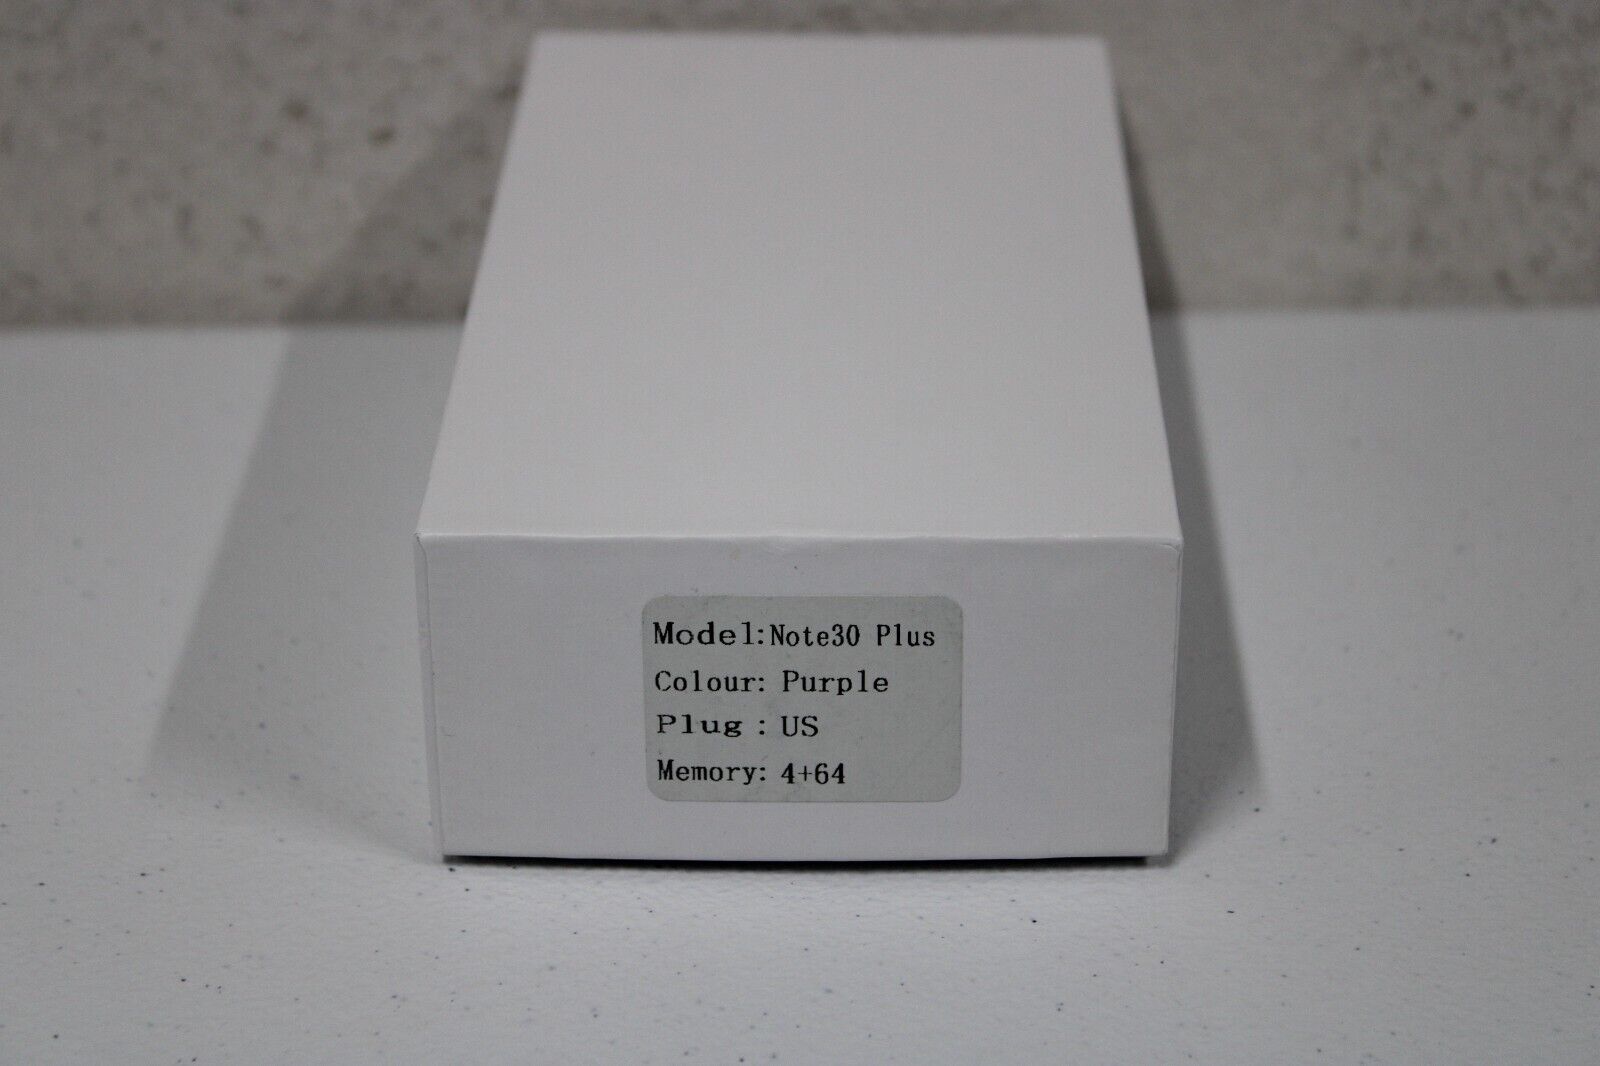 Model:Note30 Plus
Colour: Purple
Plug : US
Memory: 4+64